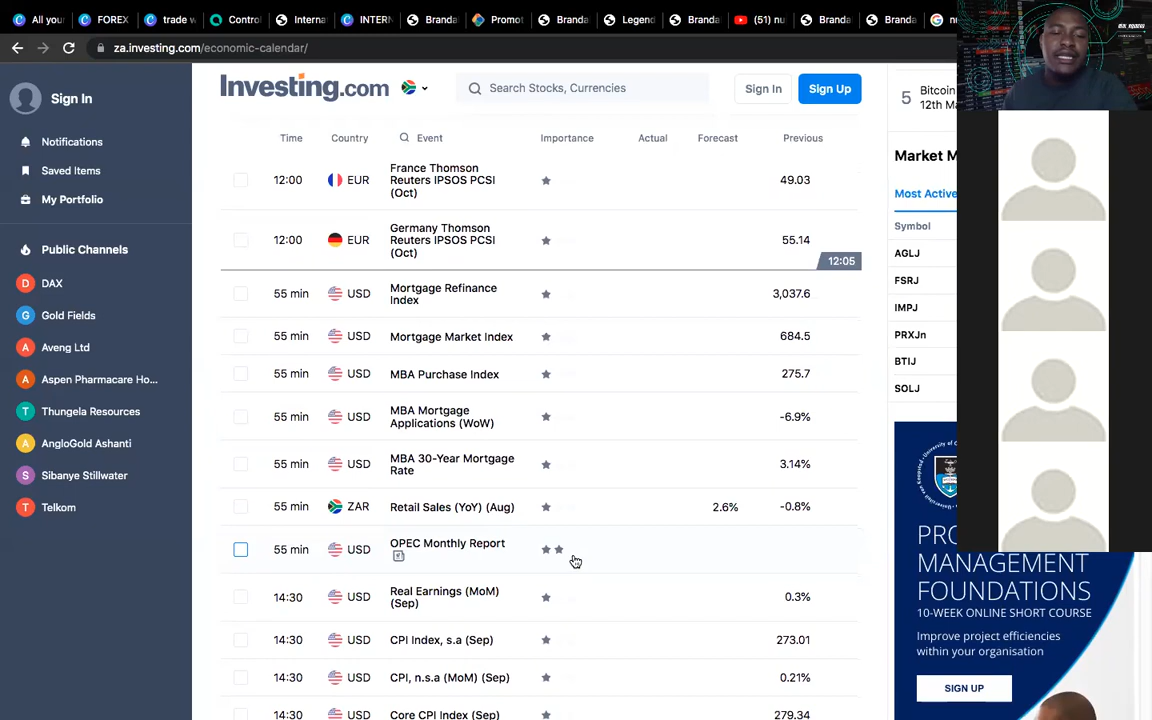 All your
FOREX
trade w
Control
Interna
INTERN
Branda
Promot
Branda
Legend
Branda
(51) nu
Branda
Branda
za.investing.com/economic-calendar/
Sign In
Notifications
Saved Items
My Portfolio
Public Channels
D DAX
G Gold Fields
A Aveng Ltd
A Aspen Pharmacare Ho...
T Thungela Resources
A AngloGold Ashanti
S Sibanye Stillwater
T Telkom
Investing.com
Search Stocks, Currencies
Sign In
Sign Up
Time Country Event Importance Actual Forecast Previous
12:00 EUR France Thomson
Reuters IPSOS PCSI
(Oct)
49.03
12:00 EUR Germany Thomson
Reuters IPSOS PCSI
(Oct)
55.14
12:05
55 min USD Mortgage Refinance
Index
3,037.6
55 min USD Mortgage Market Index 684.5
55 min USD MBA Purchase Index 275.7
55 min USD MBA Mortgage
Applications (WoW)
-6.9%
55 min USD MBA 30-Year Mortgage
Rate
3.14%
55 min ZAR Retail Sales (YoY) (Aug) 2.6% -0.8%
55 min USD OPEC Monthly Report
14:30 USD Real Earnings (MoM)
(Sep)
0.3%
14:30 USD CPI Index, s.a (Sep) 273.01
14:30 USD CPI, n.s.a (MoM) (Sep) 0.21%
14:30 USD Core CPI Index (Sep) 279.34
5
Bitcoin
12th Ma
Market M
Most Active
Symbol
AGLJ
FSRJ
IMPJ
PRXJn
BTIJ
SOLJ
PRO
MANAGEMENT
FOUNDATIONS
10-WEEK ONLINE SHORT COURSE
Improve project efficiencies
within your organisation
SIGN UP